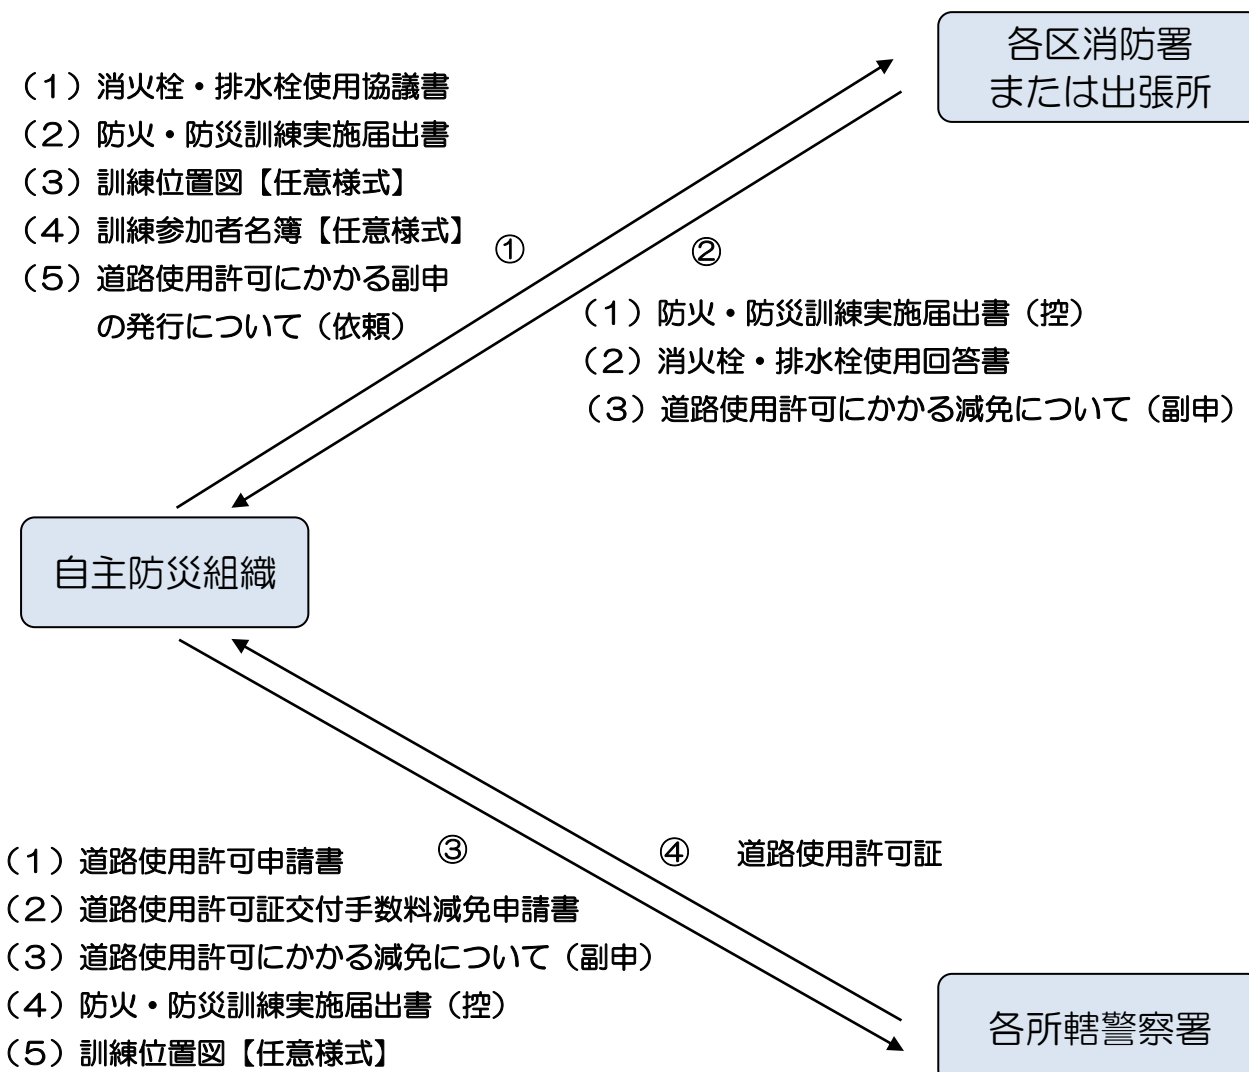 各区消防署
または出張所
（１）消火栓・排水栓使用協議書
（２）防火・防災訓練実施届出書
（３）訓練位置図【任意様式】
（４）訓練参加者名簿【任意様式】
（５）道路使用許可にかかる副申
の発行について（依頼）
①
②
（１）防火・防災訓練実施届出書（控）
（２）消火栓・排水栓使用回答書
（３）道路使用許可にかかる減免について（副申）
自主防災組織
③
④ 道路使用許可証
（１）道路使用許可申請書
（２）道路使用許可証交付手数料減免申請書
（３）道路使用許可にかかる減免について（副申）
（４）防火・防災訓練実施届出書（控）
（５）訓練位置図【任意様式】
各所轄警察署